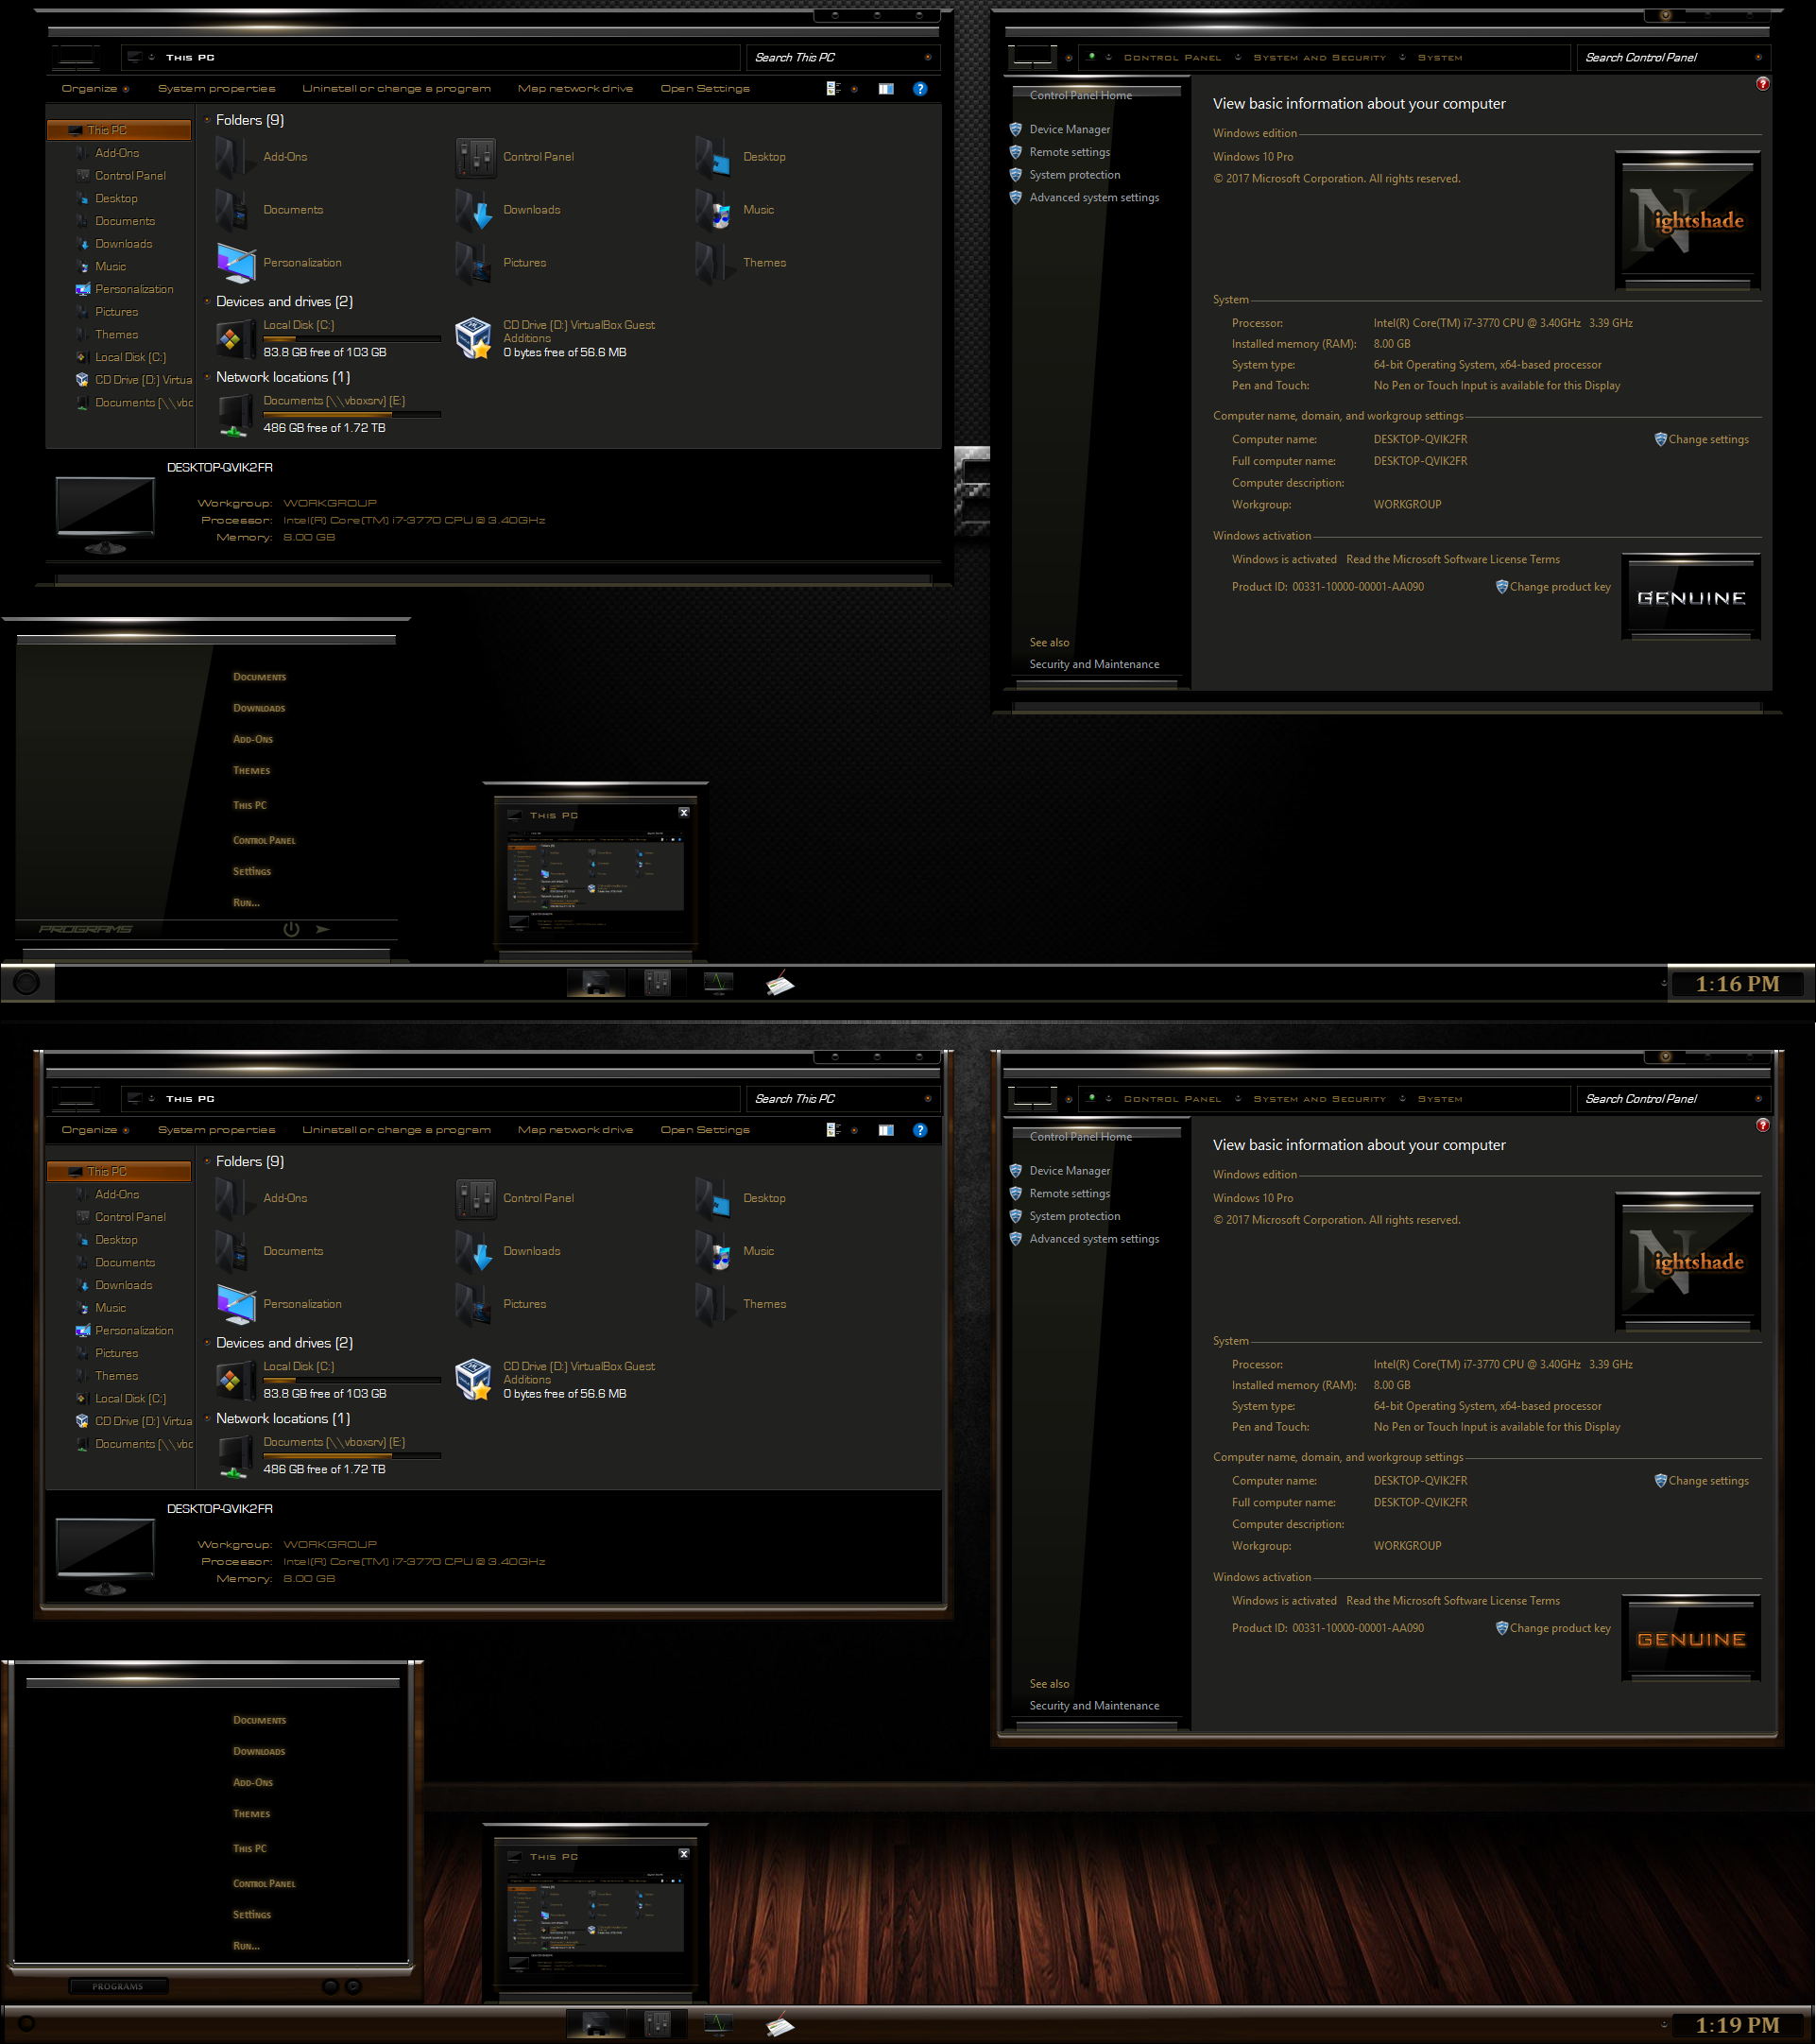 This PC
Search This PC
Organize
System properties
Uninstall or change a program
Map network drive
Open Settings
This PC
Add-Ons
Control Panel
Desktop
Documents
Downloads
Music
Personalization
Pictures
Themes
Local Disk (C:)
CD Drive (D:) Virtua
Documents (\\vbo
Folders (9)
Add-Ons
Control Panel
Desktop
Documents
Downloads
Music
Personalization
Pictures
Themes
Devices and drives (2)
Local Disk (C:)
83.8 GB free of 103 GB
CD Drive (D:) VirtualBox Guest
Additions
0 bytes free of 56.6 MB
Network locations (1)
Documents (\\vboxsrv) (E:)
486 GB free of 1.72 TB
DESKTOP-QVIK2FR
Workgroup: WORKGROUP
Processor: Intel(R) Core(TM) i7-3770 CPU @ 3.40GHz
Memory: 8.00 GB
Control Panel
System and Security
System
Search Control Panel
Control Panel Home
Device Manager
Remote settings
System protection
Advanced system settings
See also
Security and Maintenance
View basic information about your computer
Windows edition
Windows 10 Pro
© 2017 Microsoft Corporation. All rights reserved.
Nightshade
System
Processor: Intel(R) Core(TM) i7-3770 CPU @ 3.40GHz 3.39 GHz
Installed memory (RAM): 8.00 GB
System type: 64-bit Operating System, x64-based processor
Pen and Touch: No Pen or Touch Input is available for this Display
Computer name, domain, and workgroup settings
Computer name: DESKTOP-QVIK2FR
Change settings
Full computer name: DESKTOP-QVIK2FR
Computer description:
Workgroup: WORKGROUP
Windows activation
Windows is activated Read the Microsoft Software License Terms
Product ID: 00331-10000-00001-AA090
Change product key
GENUINE
Documents
Downloads
Add-Ons
Themes
This PC
Control Panel
Settings
Run...
PROGRAMS
This PC
1:16 PM
This PC
Search This PC
Organize
System properties
Uninstall or change a program
Map network drive
Open Settings
This PC
Add-Ons
Control Panel
Desktop
Documents
Downloads
Music
Personalization
Pictures
Themes
Local Disk (C:)
CD Drive (D:) Virtua
Documents (\\vbo
Folders (9)
Add-Ons
Control Panel
Desktop
Documents
Downloads
Music
Personalization
Pictures
Themes
Devices and drives (2)
Local Disk (C:)
83.8 GB free of 103 GB
CD Drive (D:) VirtualBox Guest
Additions
0 bytes free of 56.6 MB
Network locations (1)
Documents (\\vboxsrv) (E:)
486 GB free of 1.72 TB
DESKTOP-QVIK2FR
Workgroup: WORKGROUP
Processor: Intel(R) Core(TM) i7-3770 CPU @ 3.40GHz
Memory: 8.00 GB
Control Panel
System and Security
System
Search Control Panel
Control Panel Home
Device Manager
Remote settings
System protection
Advanced system settings
See also
Security and Maintenance
View basic information about your computer
Windows edition
Windows 10 Pro
© 2017 Microsoft Corporation. All rights reserved.
Nightshade
System
Processor: Intel(R) Core(TM) i7-3770 CPU @ 3.40GHz 3.39 GHz
Installed memory (RAM): 8.00 GB
System type: 64-bit Operating System, x64-based processor
Pen and Touch: No Pen or Touch Input is available for this Display
Computer name, domain, and workgroup settings
Computer name: DESKTOP-QVIK2FR
Change settings
Full computer name: DESKTOP-QVIK2FR
Computer description:
Workgroup: WORKGROUP
Windows activation
Windows is activated Read the Microsoft Software License Terms
Product ID: 00331-10000-00001-AA090
Change product key
GENUINE
Documents
Downloads
Add-Ons
Themes
This PC
Control Panel
Settings
Run...
PROGRAMS
This PC
1:19 PM